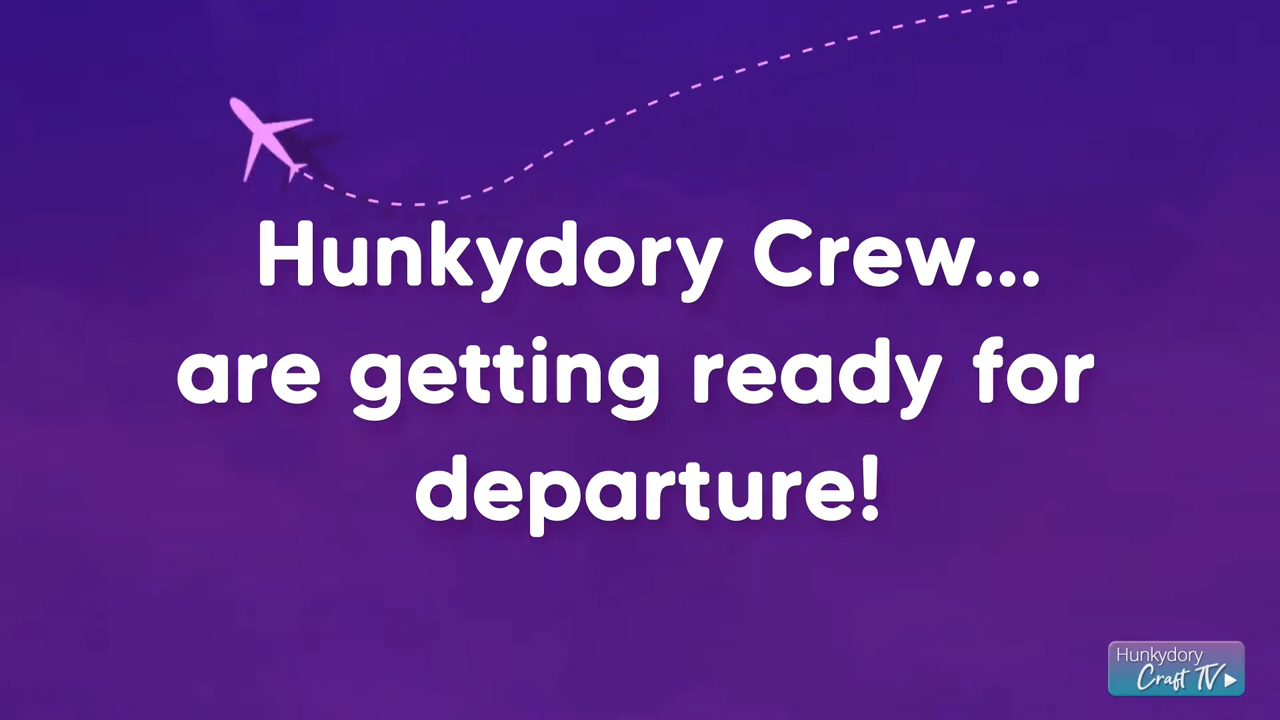 Hunkydory Crew...
are getting ready for
departure!
Hunkydory
Craft TV